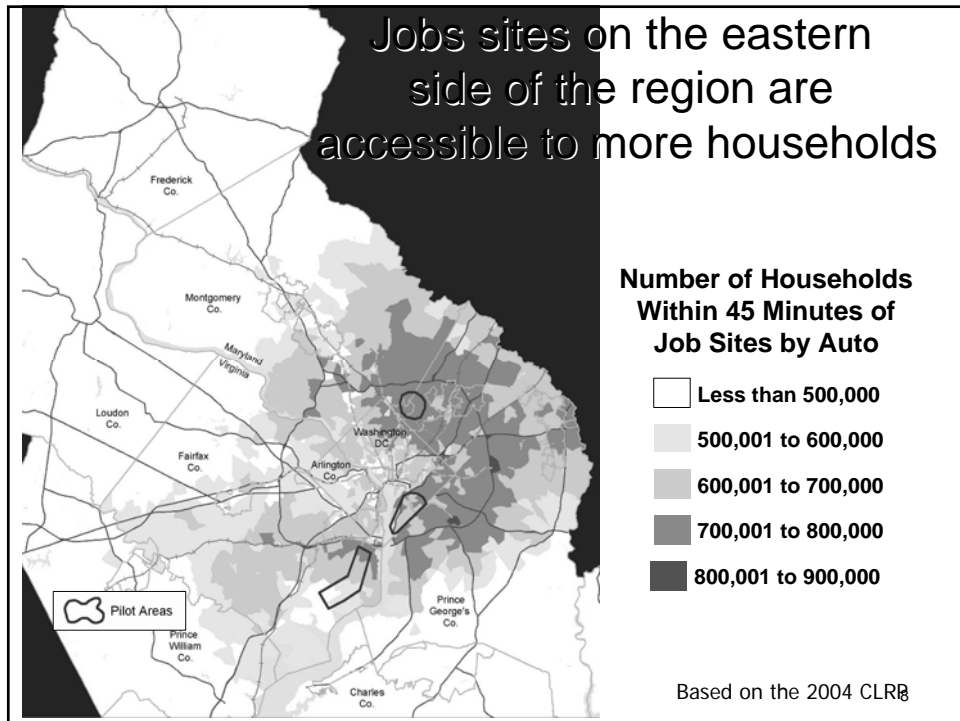 Jobs sites on the eastern
side of the region are
accessible to more households
Frederick
Co.
Montgomery
Co.
Maryland
Virginia
Loudon
Co.
Washington
DC
Fairfax
Co.
Arlington
Co.
Pilot Areas
Prince
George's
Co.
Prince
William
Co.
Charles
Co.
Number of Households
Within 45 Minutes of
Job Sites by Auto
Less than 500,000
500,001 to 600,000
600,001 to 700,000
700,001 to 800,000
800,001 to 900,000
Based on the 2004 CLRP
8